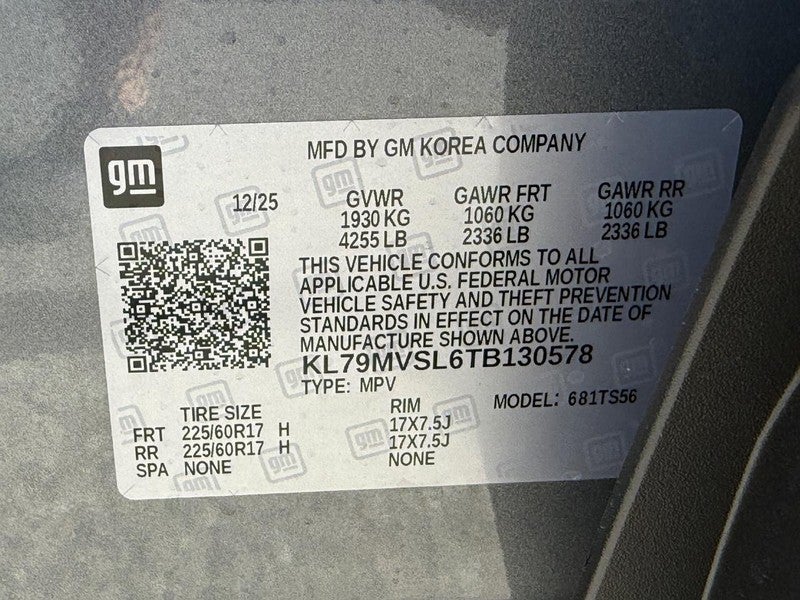 gm
MFD BY GM KOREA COMPANY
12/25 GVWR GAWR FRT GAWR RR
1930 KG 1060 KG 1060 KG
4255 LB 2336 LB 2336 LB
THIS VEHICLE CONFORMS TO ALL
APPLICABLE U.S. FEDERAL MOTOR
VEHICLE SAFETY AND THEFT PREVENTION
STANDARDS IN EFFECT ON THE DATE OF
MANUFACTURE SHOWN ABOVE.
KL79MVSL6TB130578
TYPE: MPV MODEL: 681TS56
TIRE SIZE RIM
FRT 225/60R17 H 17X7.5J
RR 225/60R17 H 17X7.5J
SPA NONE NONE